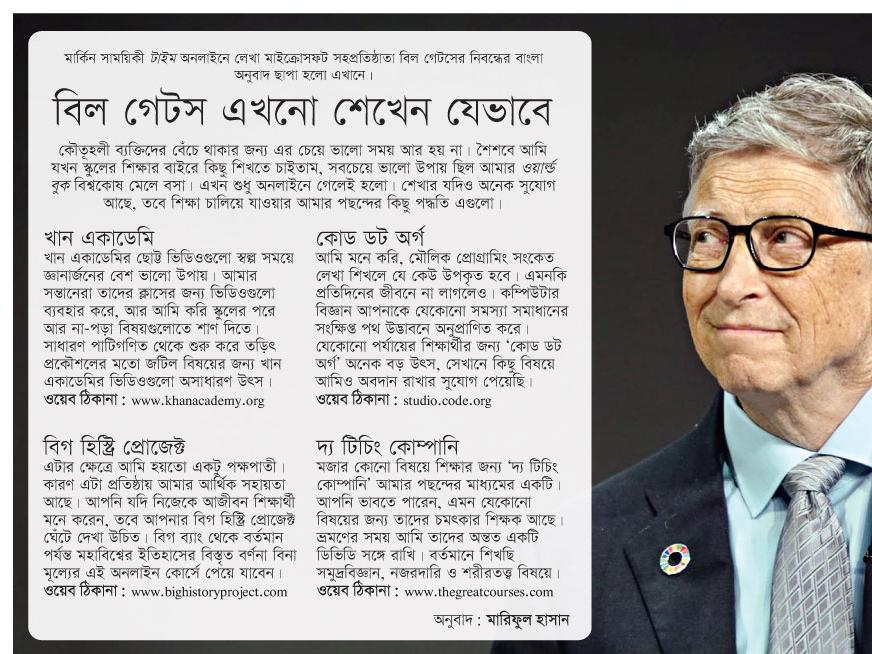 মার্কিন সাময়িকী টাইম অনলাইনে লেখা মাইক্রোসফট সহপ্রতিষ্ঠাতা বিল গেটসের নিবন্ধের বাংলা
অনুবাদ ছাপা হলো এখানে।
বিল গেটস এখনো শেখেন যেভাবে
কৌতূহলী ব্যক্তিদের বেঁচে থাকার জন্য এর চেয়ে ভালো সময় আর হয় না। শৈশবে আমি
যখন স্কুলের শিক্ষার বাইরে কিছু শিখতে চাইতাম, সবচেয়ে ভালো উপায় ছিল আমার ওয়ার্ল্ড
বুক বিশ্বকোষ মেলে বসা। এখন শুধু অনলাইনে গেলেই হলো। শেখার যদিও অনেক সুযোগ
আছে, তবে শিক্ষা চালিয়ে যাওয়ার আমার পছন্দের কিছু পদ্ধতি এগুলো।
খান একাডেমি
খান একাডেমির ছোট্ট ভিডিওগুলো স্বল্প সময়ে
জ্ঞানার্জনের বেশ ভালো উপায়। আমার
সন্তানেরা তাদের ক্লাসের জন্য ভিডিওগুলো
ব্যবহার করে, আর আমি করি স্কুলের পরে
আর না-পড়া বিষয়গুলোতে শাণ দিতে।
সাধারণ পাটিগণিত থেকে শুরু করে তড়িৎ
প্রকৌশলের মতো জটিল বিষয়ের জন্য খান
একাডেমির ভিডিওগুলো অসাধারণ উৎস।
ওয়েব ঠিকানা : www.khanacademy.org
কোড ডট অর্গ
আমি মনে করি, মৌলিক প্রোগ্রামিং সংকেত
লেখা শিখলে যে কেউ উপকৃত হবে। এমনকি
প্রতিদিনের জীবনে না লাগলেও। কম্পিউটার
বিজ্ঞান আপনাকে যেকোনো সমস্যা সমাধানের
সংক্ষিপ্ত পথ উদ্ভাবনে অনুপ্রাণিত করে।
যেকোনো পর্যায়ের শিক্ষার্থীর জন্য ‘কোড ডট
অর্গ’ অনেক বড় উৎস, সেখানে কিছু বিষয়ে
আমিও অবদান রাখার সুযোগ পেয়েছি।
ওয়েব ঠিকানা : studio.code.org
বিগ হিস্ট্রি প্রোজেক্ট
এটার ক্ষেত্রে আমি হয়তো একটু পক্ষপাতী।
কারণ এটা প্রতিষ্ঠায় আমার আর্থিক সহায়তা
আছে। আপনি যদি নিজেকে আজীবন শিক্ষার্থী
মনে করেন, তবে আপনার বিগ হিস্ট্রি প্রোজেক্ট
ঘেঁটে দেখা উচিত। বিগ ব্যাং থেকে বর্তমান
পর্যন্ত মহাবিশ্বের ইতিহাসের বিস্তৃত বর্ণনা বিনা
মূল্যের এই অনলাইন কোর্সে পেয়ে যাবেন।
ওয়েব ঠিকানা : www.bighistoryproject.com
দ্য টিচিং কোম্পানি
মজার কোনো বিষয়ে শিক্ষার জন্য ‘দ্য টিচিং
কোম্পানি’ আমার পছন্দের মাধ্যমের একটি।
আপনি ভাবতে পারেন, এমন যেকোনো
বিষয়ের জন্য তাদের চমৎকার শিক্ষক আছে।
ভ্রমণের সময় আমি তাদের অন্তত একটি
ডিভিডি সঙ্গে রাখি। বর্তমানে শিখছি
সমুদ্রবিজ্ঞান, নজরদারি ও শরীরতত্ত্ব বিষয়ে।
ওয়েব ঠিকানা : www.thegreatcourses.com
অনুবাদ : মারিফুল হাসান